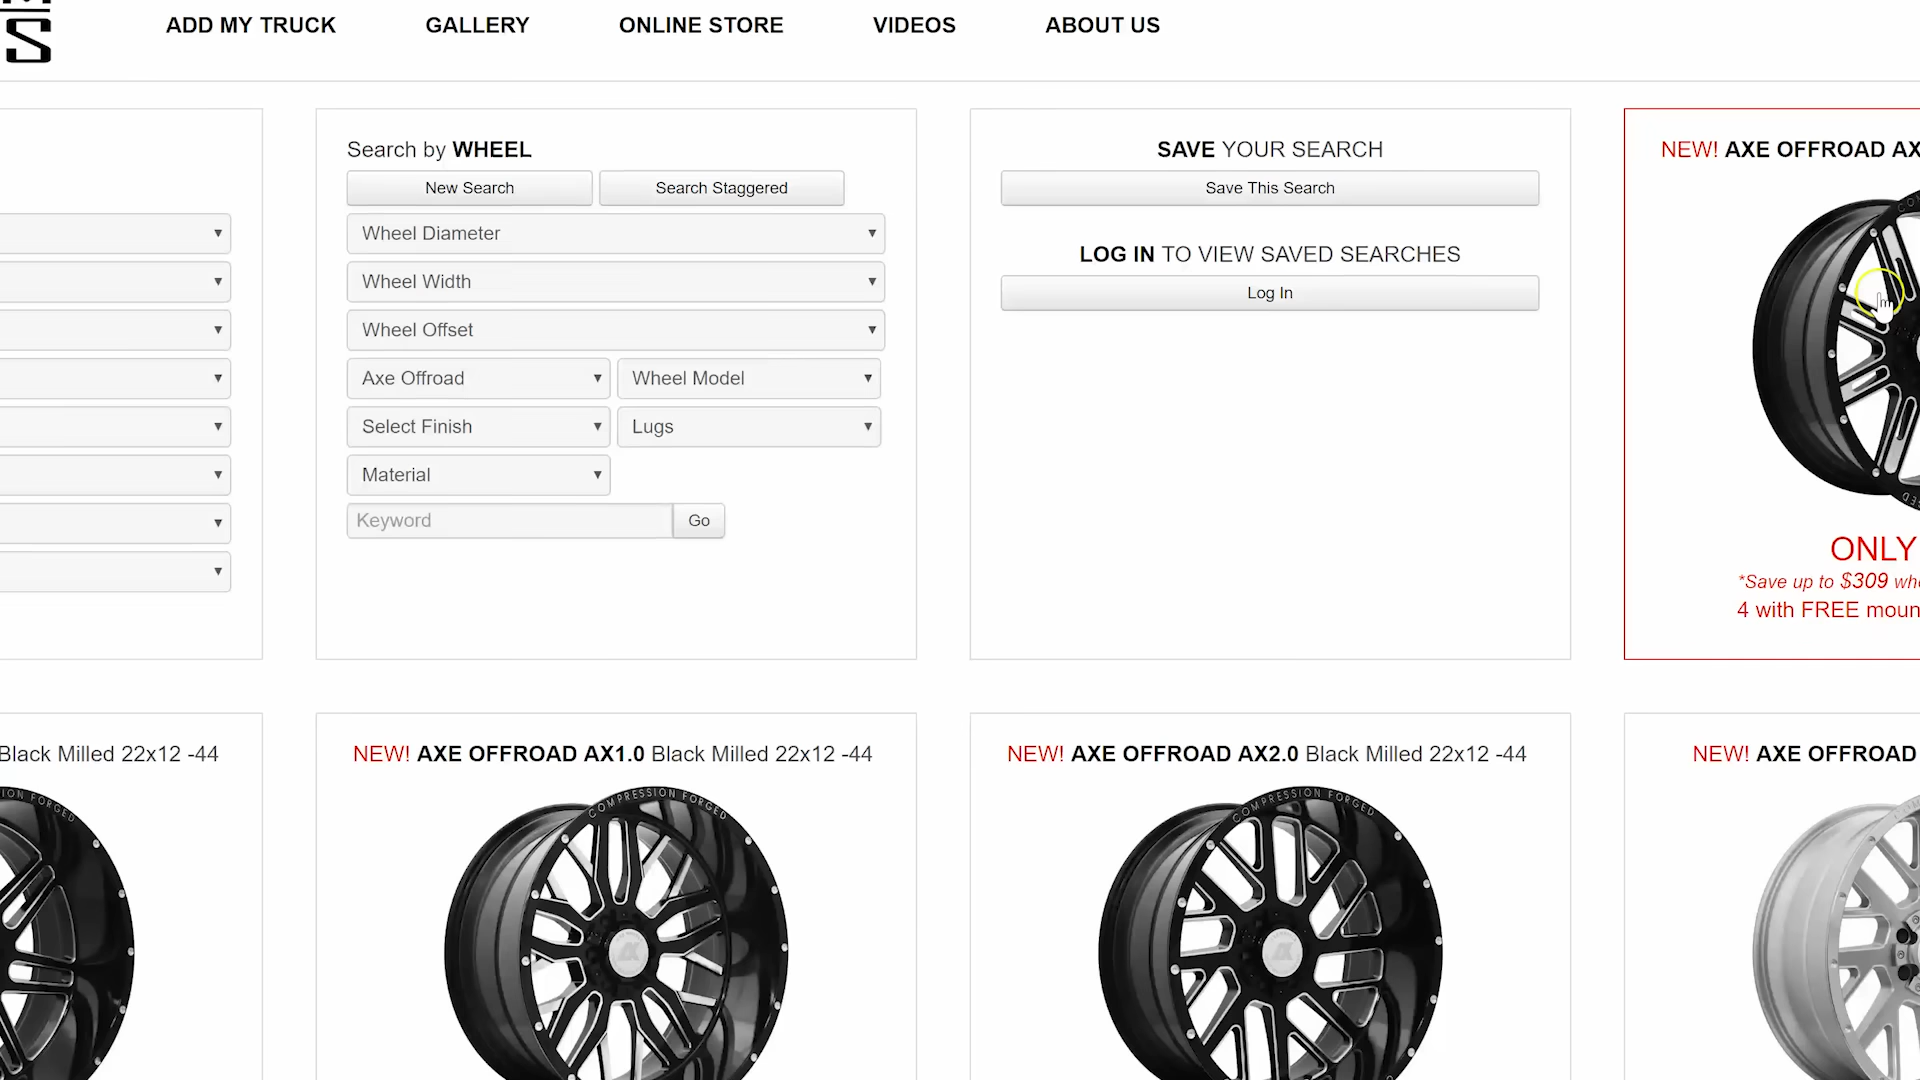 S
ADD MY TRUCK
GALLERY
ONLINE STORE
VIDEOS
ABOUT US
Search by WHEEL
New Search
Search Staggered
Wheel Diameter
Wheel Width
Wheel Offset
Axe Offroad
Wheel Model
Select Finish
Lugs
Material
Keyword
Go
SAVE YOUR SEARCH
Save This Search
LOG IN TO VIEW SAVED SEARCHES
Log In
NEW! AXE OFFROAD AX
ONLY
*Save up to $309
4 with FREE
Black Milled 22x12 -44
NEW! AXE OFFROAD AX1.0 Black Milled 22x12 -44
COMPRESSION FORGED
NEW! AXE OFFROAD AX2.0 Black Milled 22x12 -44
COMPRESSION FORGED
NEW! AXE OFFROAD